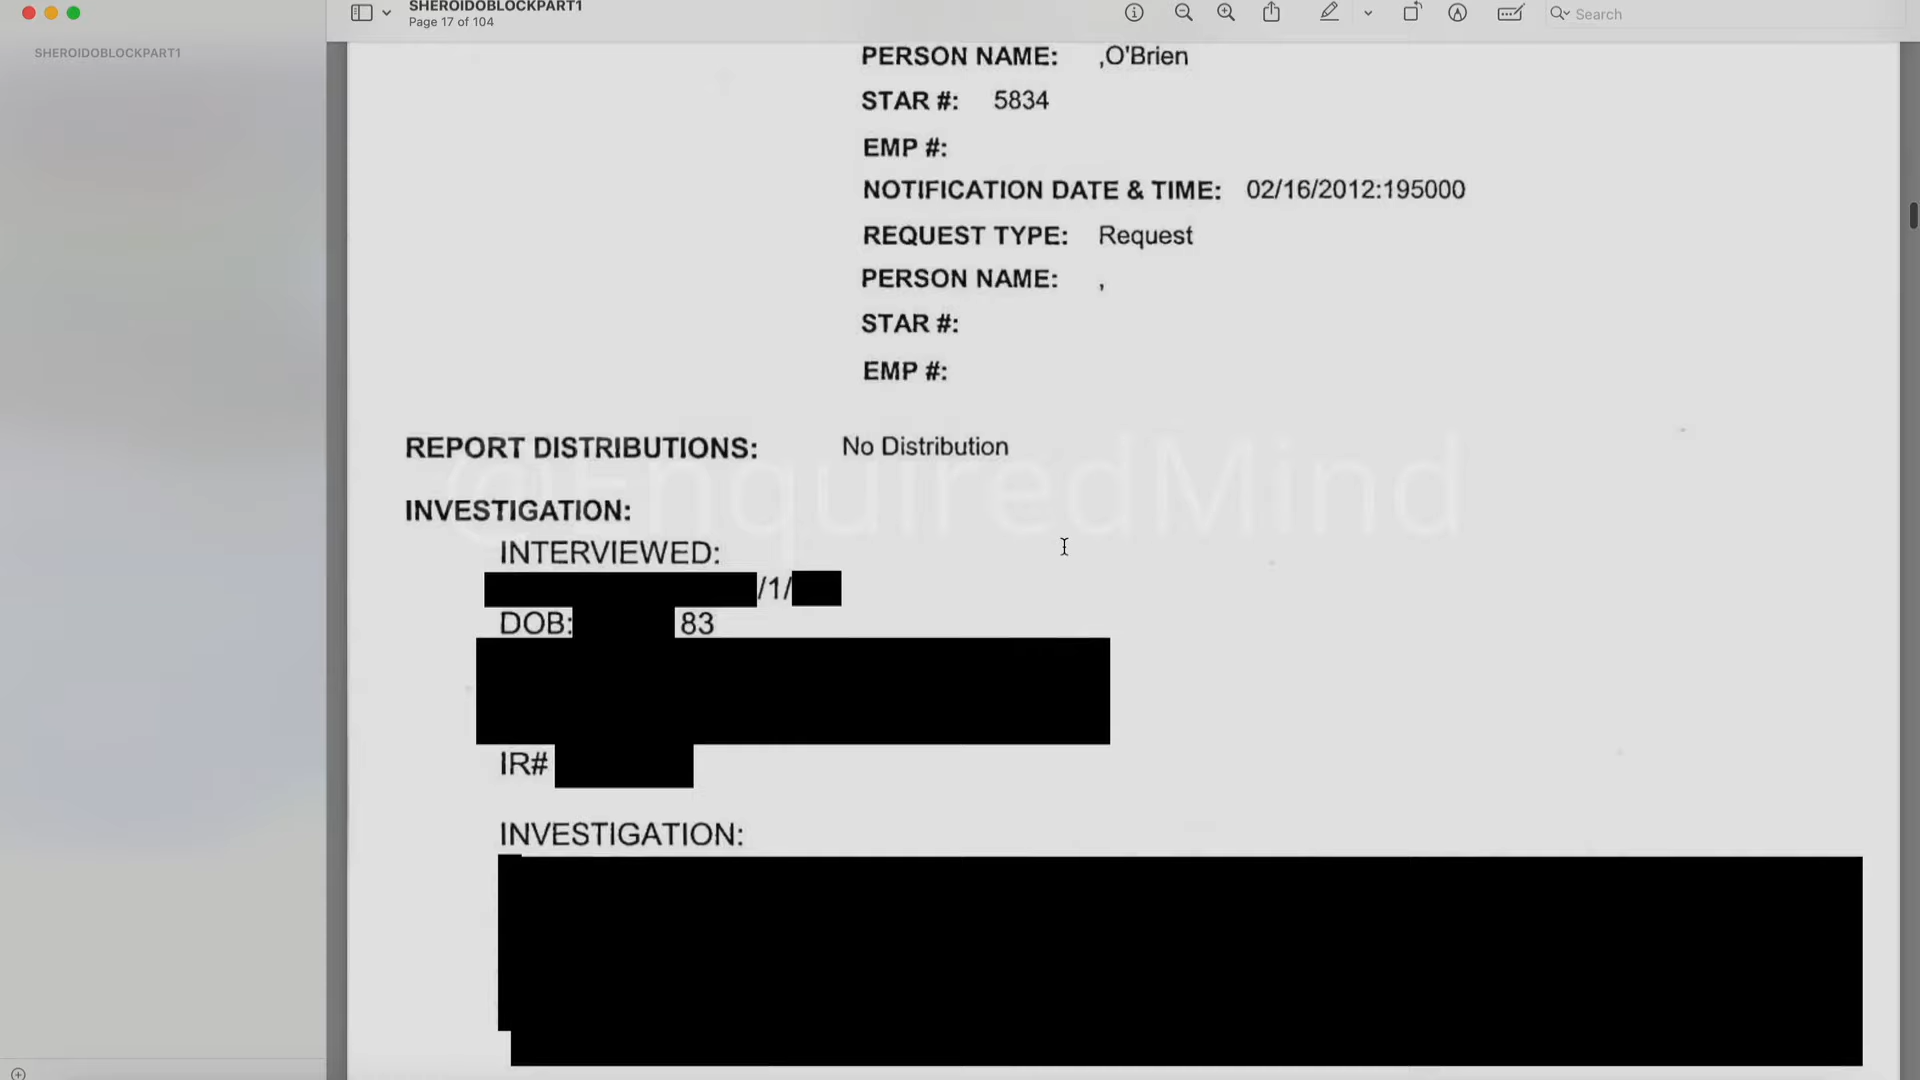 SHEROIDOBLOCKPART1
Page 17 of 104
Search
SHEROIDOBLOCKPART1
PERSON NAME: ,O'Brien
STAR #: 5834
EMP #:
NOTIFICATION DATE & TIME: 02/16/2012:195000
REQUEST TYPE: Request
PERSON NAME: ,
STAR #:
EMP #:
REPORT DISTRIBUTIONS: No Distribution
@EnquiredMind
INVESTIGATION:
INTERVIEWED:
/1/
DOB: 83
IR#
INVESTIGATION: